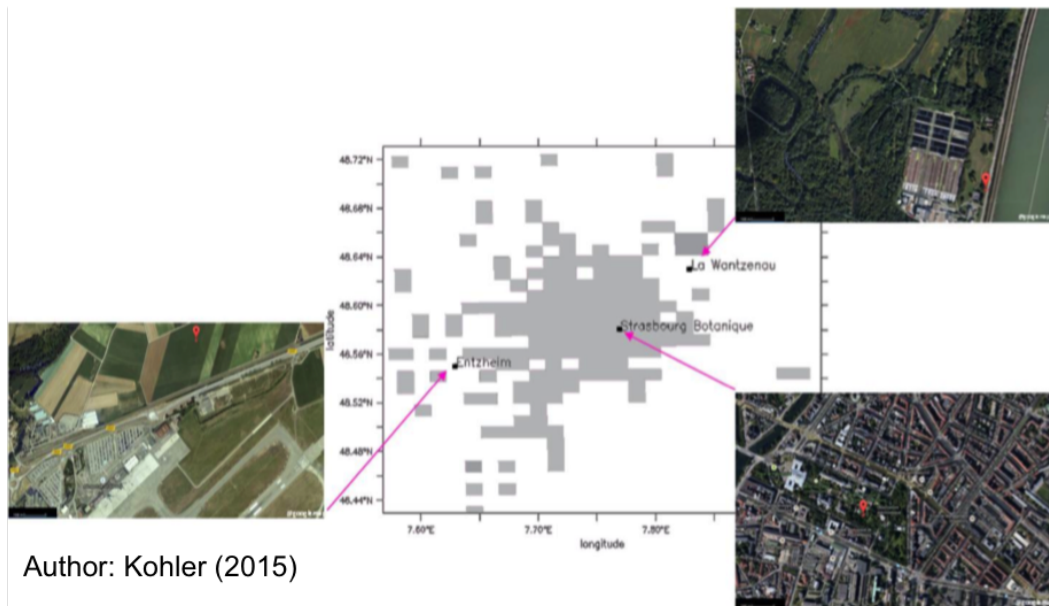 48.72°N
48.68°N
48.64°N
48.60°N
48.56°N
48.52°N
48.48°N
48.44°N
latitude
La Wantzenau
Strasbourg Botanique
Entzheim
7.60°E
7.70°E
7.80°E
longitude
Author: Kohler (2015)